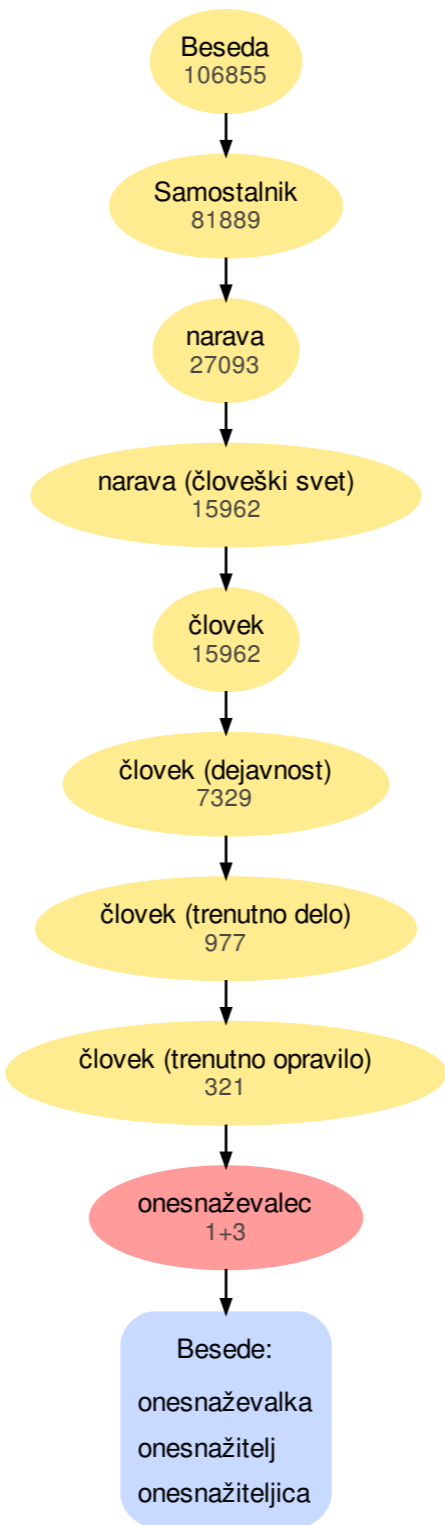 Beseda
106855
Samostalnik
81889
narava
27093
narava (človeški svet)
15962
človek
15962
človek (dejavnost)
7329
človek (trenutno delo)
977
človek (trenutno opravilo)
321
onesnaževalec
1+3
Besede:
onesnaževalka
onesnažitelj
onesnažiteljica